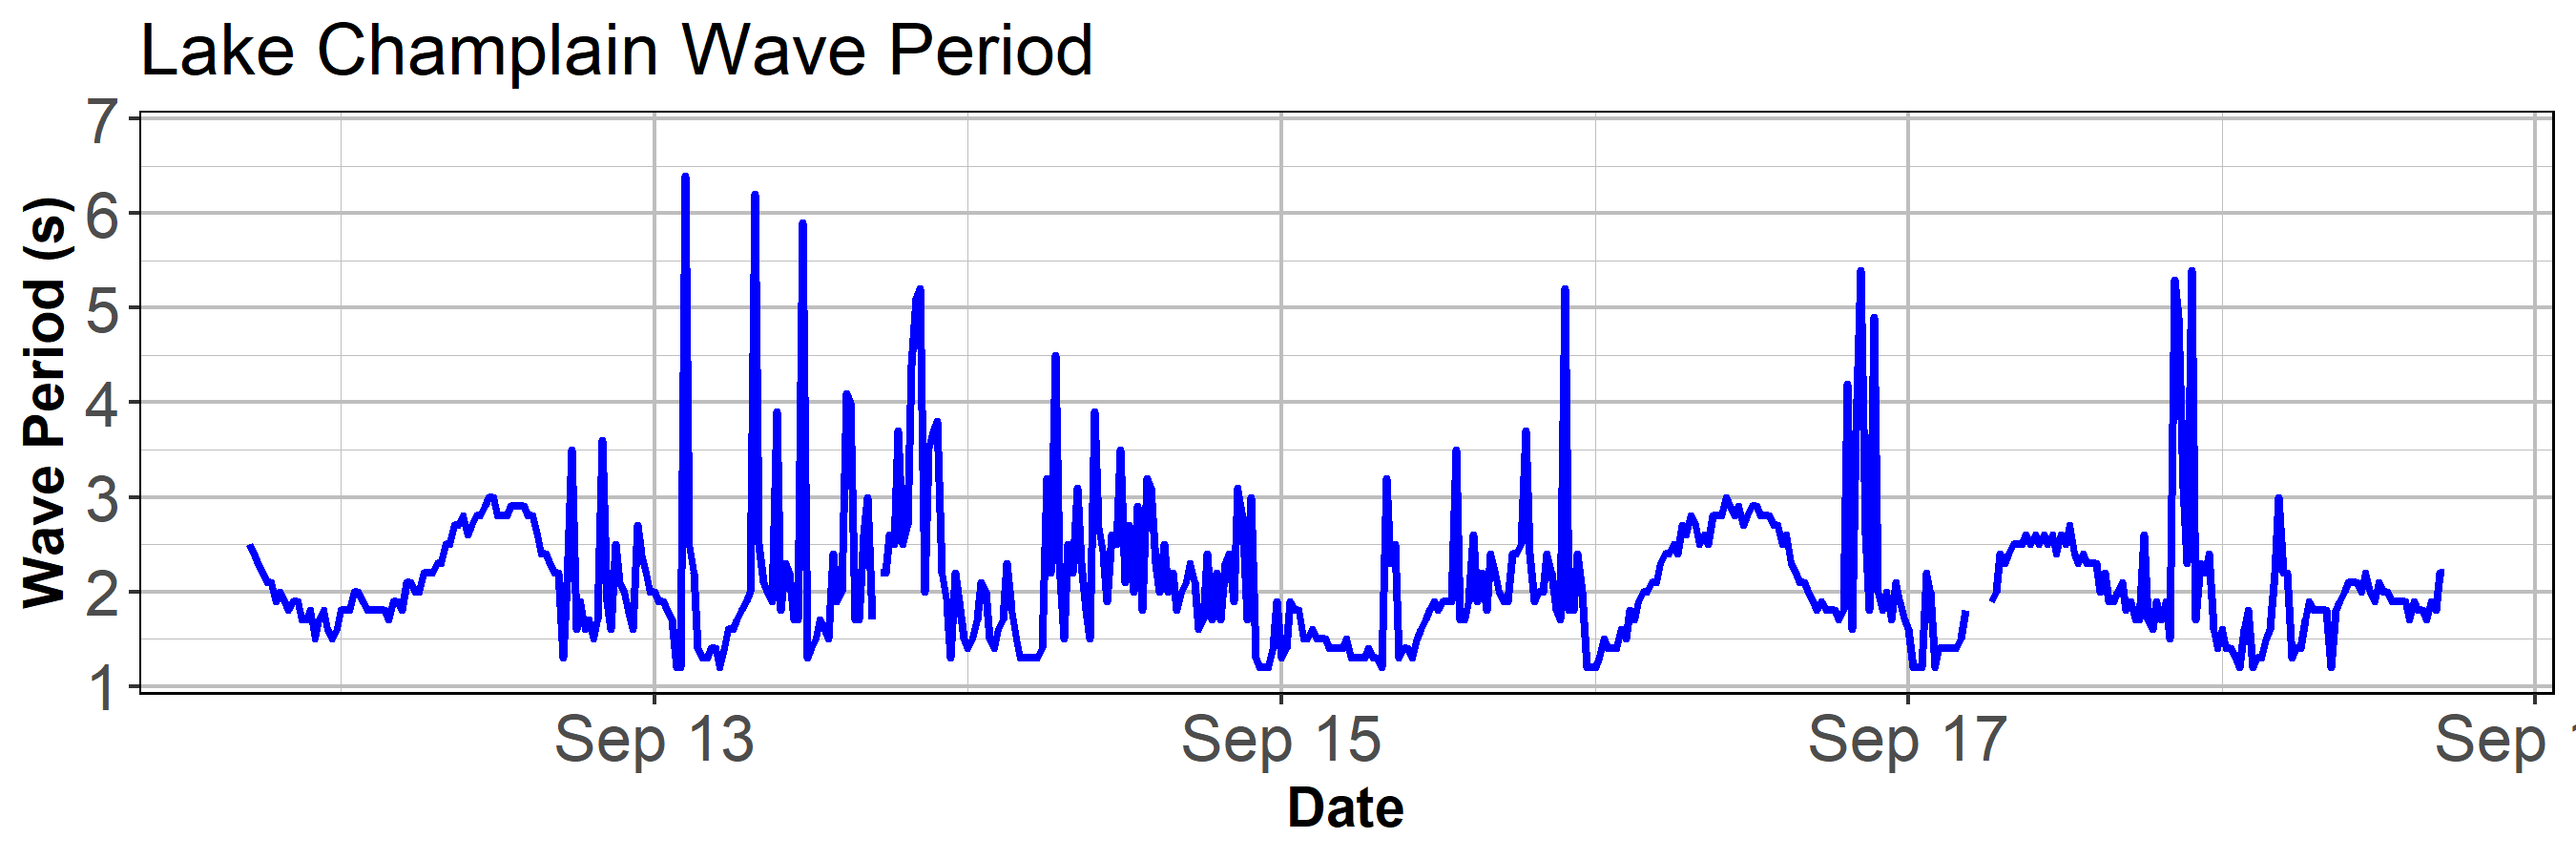 Lake Champlain Wave Period
Wave Period (s)
7
6
5
4
3
2
1
Sep 13
Sep 15
Sep 17
Sep
Date